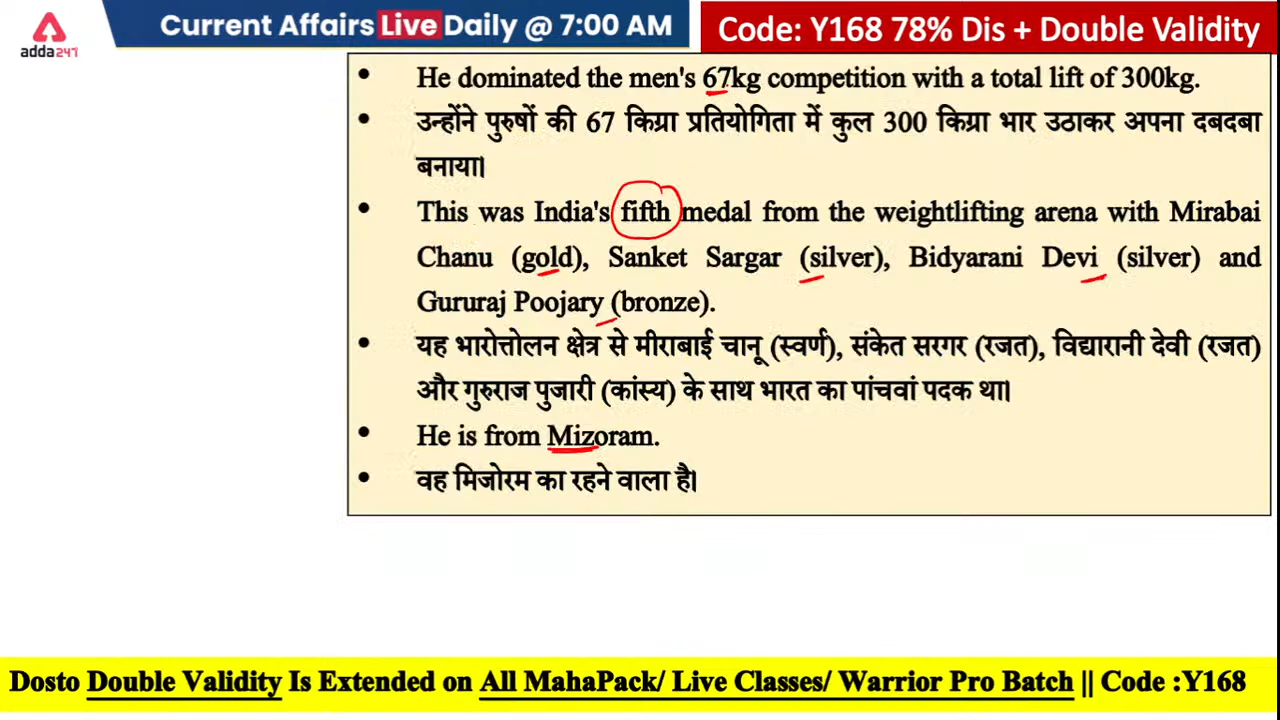 Current Affairs Live Daily @ 7:00 AM
Code: Y168 78% Dis + Double Validity
adda247
• He dominated the men's 67kg competition with a total lift of 300kg.
• उन्होंने पुरुषों की 67 किग्रा प्रतियोगिता में कुल 300 किग्रा भार उठाकर अपना दबदबा
बनाया।
• This was India's fifth medal from the weightlifting arena with Mirabai
Chanu (gold), Sanket Sargar (silver), Bidyarani Devi (silver) and
Gururaj Poojary (bronze).
• यह भारोत्तोलन क्षेत्र से मीराबाई चानू (स्वर्ण), संकेत सरगर (रजत), विद्यारानी देवी (रजत)
और गुरुराज पुजारी (कांस्य) के साथ भारत का पांचवां पदक था।
• He is from Mizoram.
• वह मिजोरम का रहने वाला है।
Dosto Double Validity Is Extended on All MahaPack/ Live Classes/ Warrior Pro Batch || Code :Y168